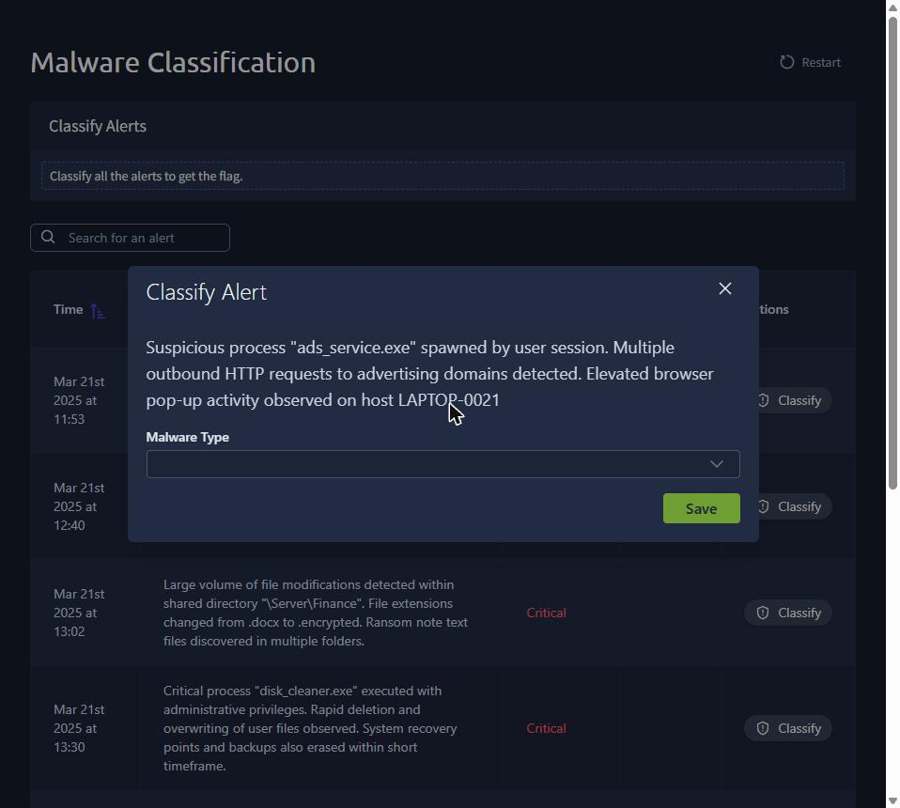 Malware Classification
Restart
Classify Alerts
Classify all the alerts to get the flag.
Search for an alert
Time
tions
Classify Alert
Suspicious process "ads_service.exe" spawned by user session. Multiple
outbound HTTP requests to advertising domains detected. Elevated browser
pop-up activity observed on host LAPTOP-0021
Malware Type
Save
Mar 21st
2025 at
11:53
Classify
Mar 21st
2025 at
12:40
Classify
Mar 21st
2025 at
13:02
Large volume of file modifications detected within
shared directory "\Server\Finance". File extensions
changed from .docx to .encrypted. Ransom note text
files discovered in multiple folders.
Critical
Classify
Mar 21st
2025 at
13:30
Critical process "disk_cleaner.exe" executed with
administrative privileges. Rapid deletion and
overwriting of user files observed. System recovery
points and backups also erased within short
timeframe.
Critical
Classify